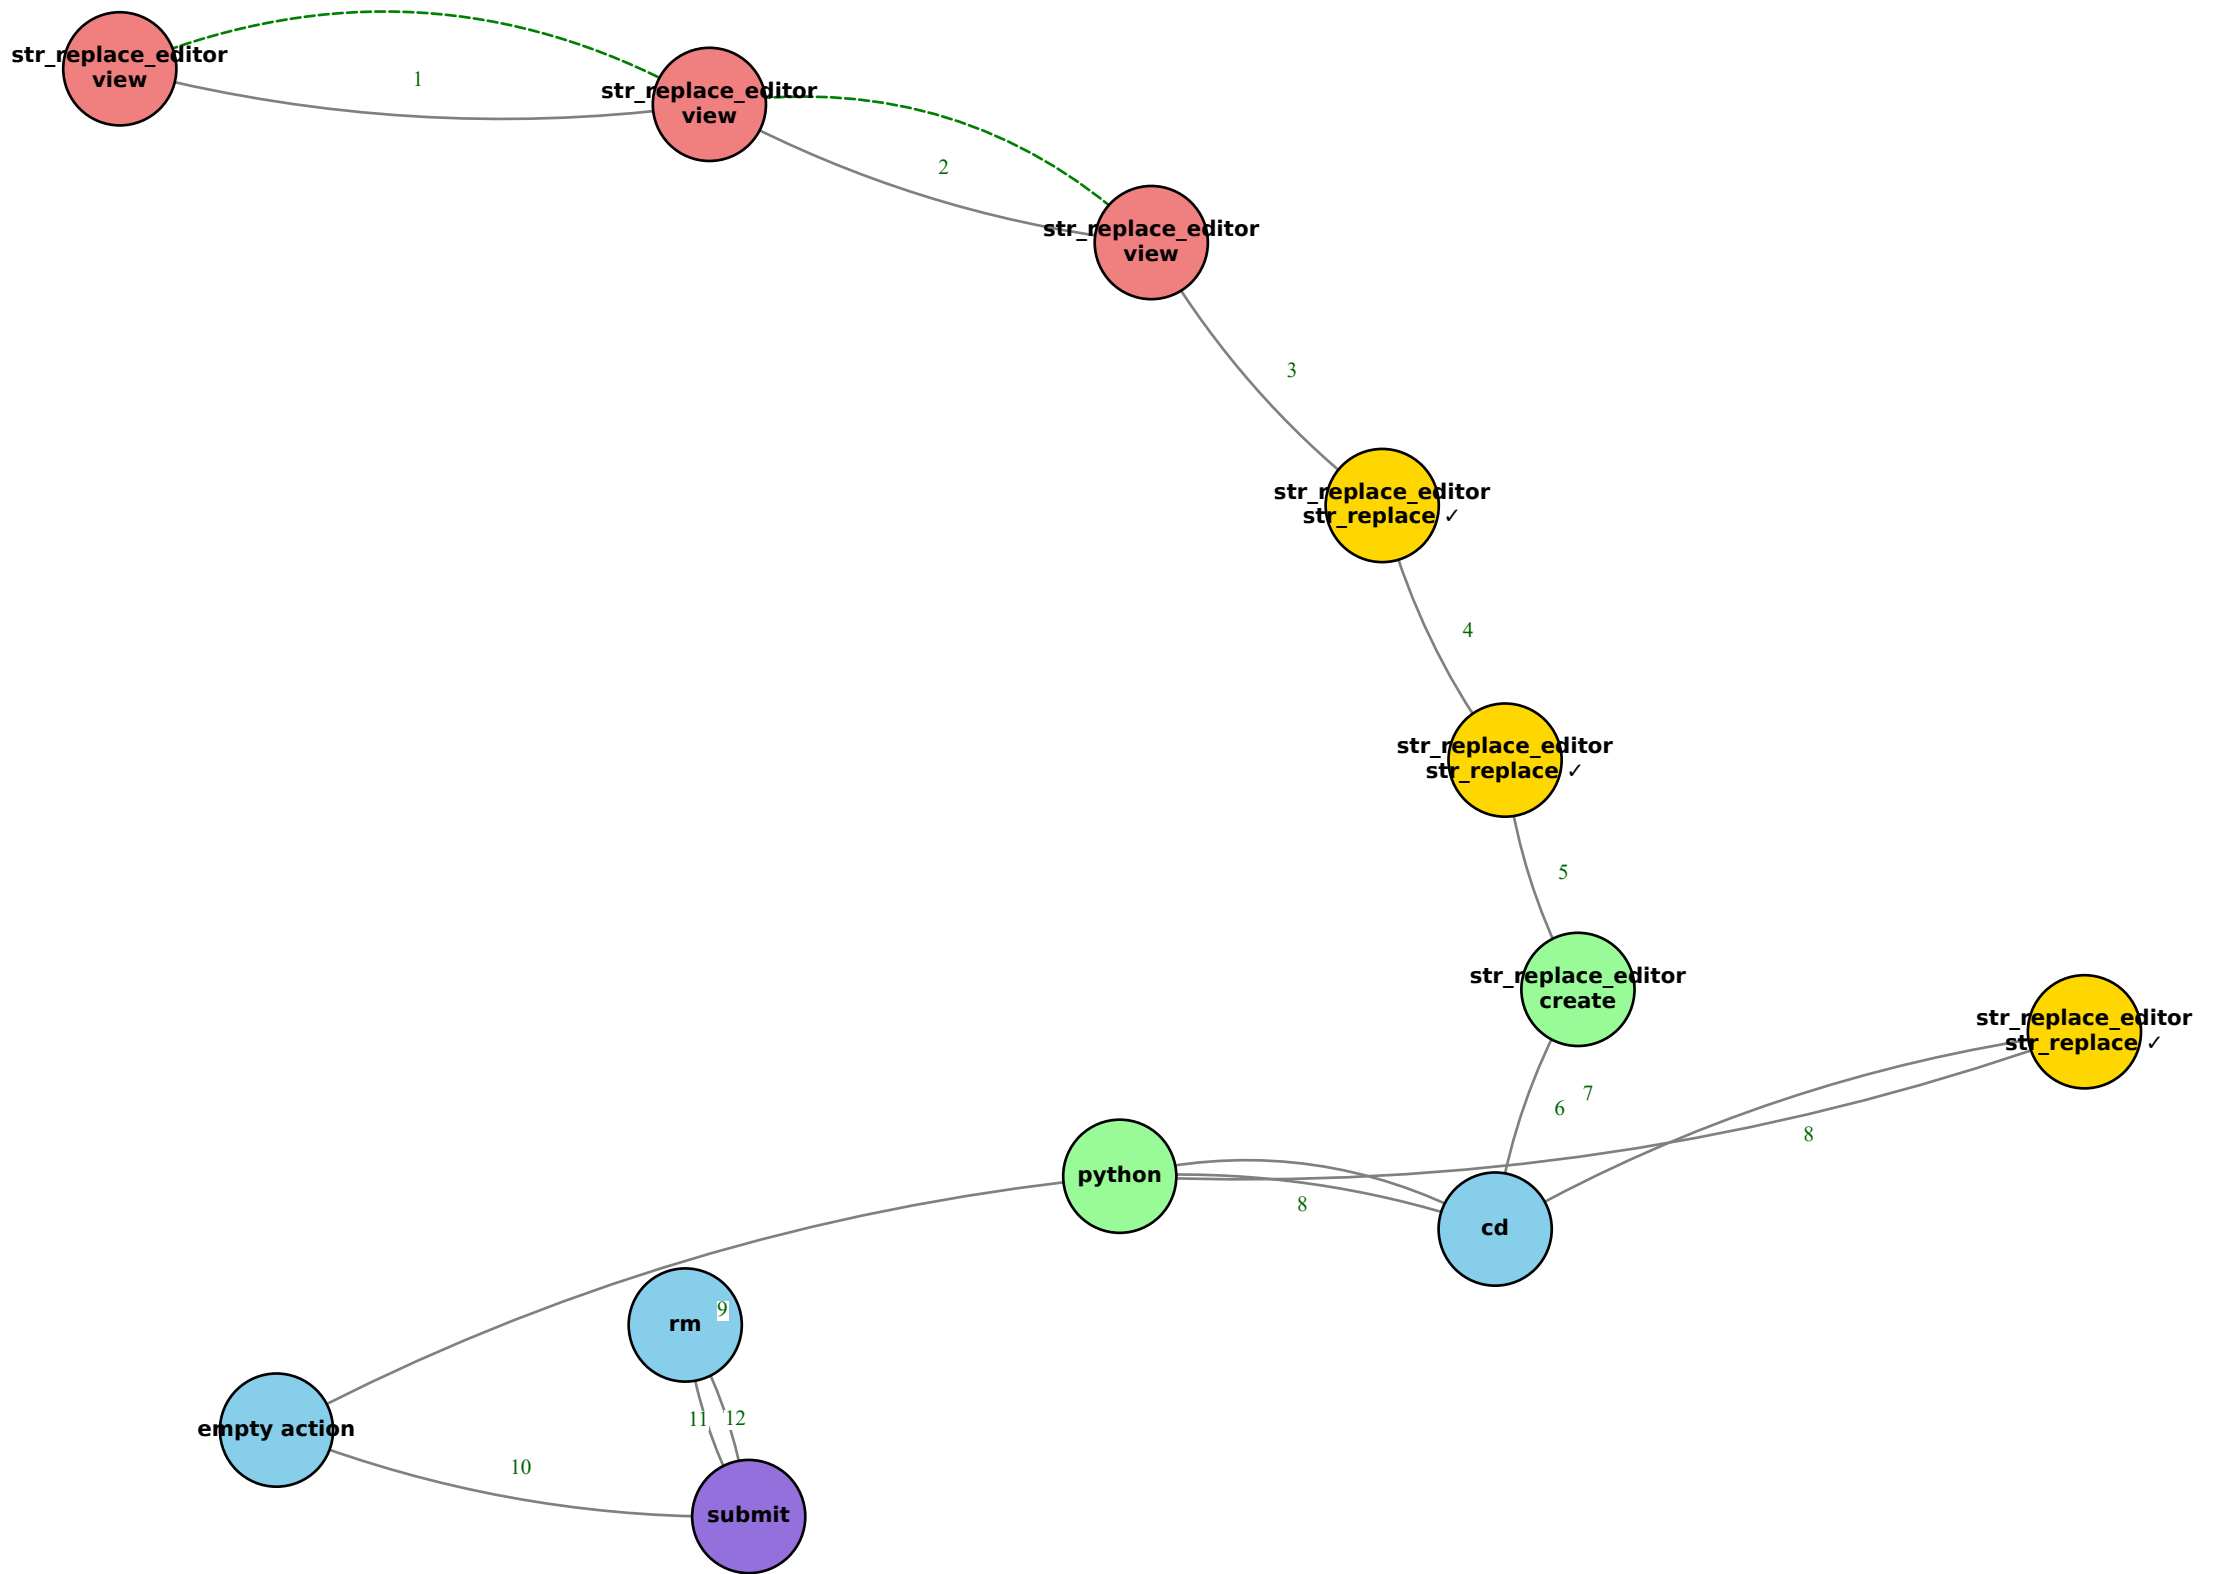 str_replace_editor
view
1
str_replace_editor
view
2
str_replace_editor
view
3
str_replace_editor
str_replace ✓
4
str_replace_editor
str_replace ✓
5
str_replace_editor
create
str_replace_editor
str_replace ✓
6
7
8
python
8
cd
rm
9
empty action
11
12
10
submit